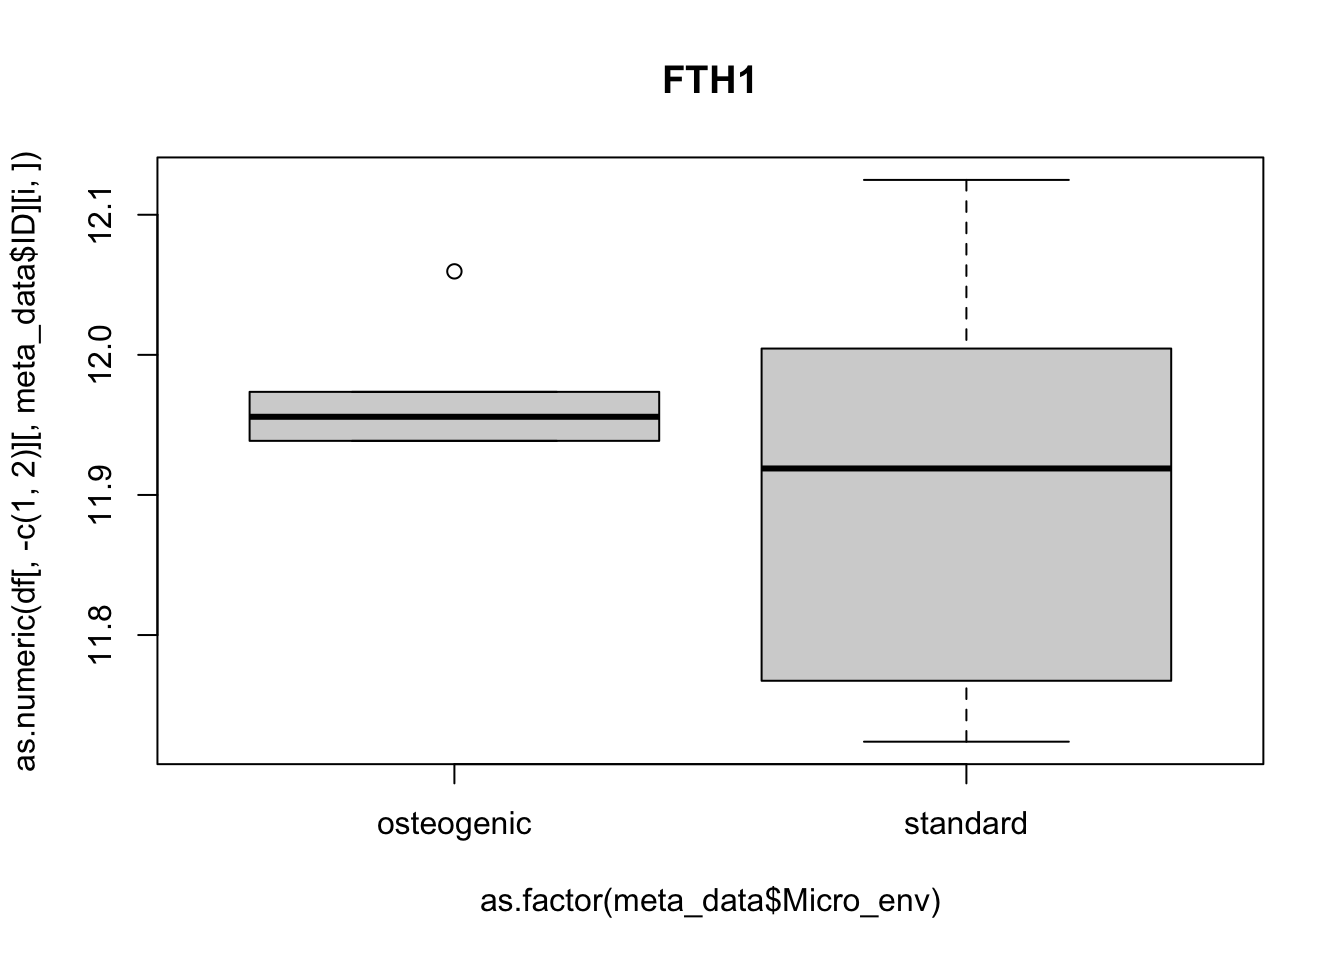 FTH1
as.numeric(df[, -c(1, 2)][, meta_data$ID][i, ])
12.1
12.0
11.9
11.8
osteogenic
standard
as.factor(meta_data$Micro_env)